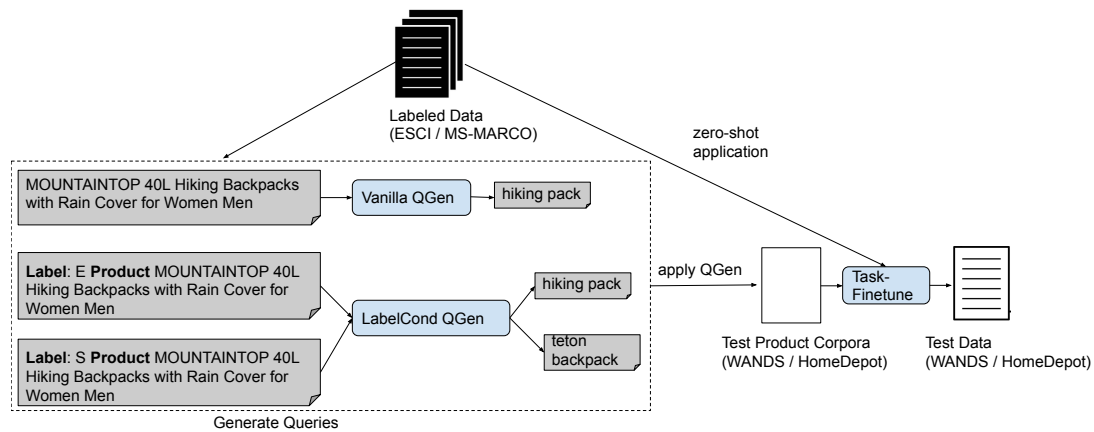 Labeled Data
(ESCI / MS-MARCO)
zero-shot
application
MOUNTAINTOP 40L Hiking Backpacks
with Rain Cover for Women Men
Vanilla QGen
hiking pack
Label: E Product MOUNTAINTOP 40L
Hiking Backpacks with Rain Cover for
Women Men
LabelCond QGen
hiking pack
teton
backpack
Label: S Product MOUNTAINTOP 40L
Hiking Backpacks with Rain Cover for
Women Men
Generate Queries
apply QGen
Task-
Finetune
Test Product Corpora
(WANDS / HomeDepot)
Test Data
(WANDS / HomeDepot)